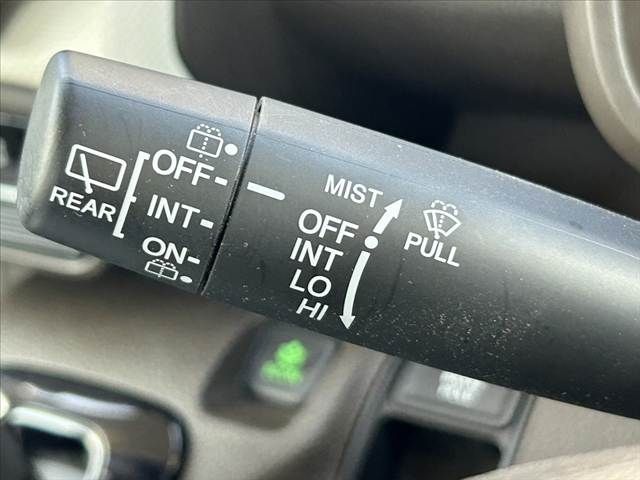 REAR
OFF
INT
ON
MIST
OFF
INT
LO
HI
PULL